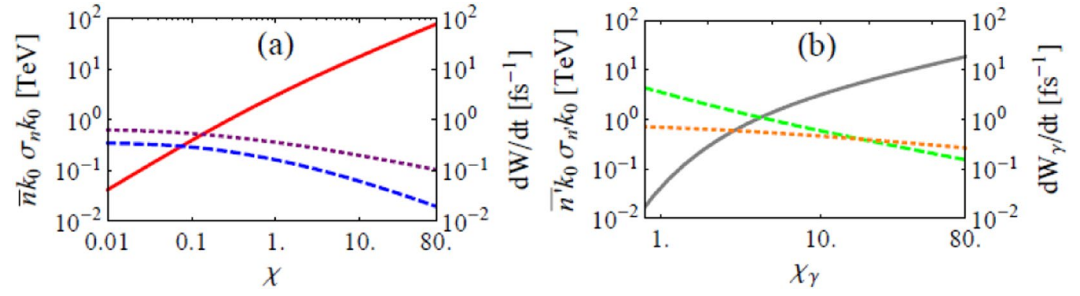 (a)
n̄k₀ σₙk₀ [TeV]
10²
10¹
10⁰
10⁻¹
10⁻²
10²
10¹
10⁰
10⁻¹
10⁻²
dW/dt [fs⁻¹]
0.01 0.1 1. 10. 80.
χ
(b)
n̄'k₀ σₙ'k₀ [TeV]
10²
10¹
10⁰
10⁻¹
10⁻²
10²
10¹
10⁰
10⁻¹
10⁻²
dWᵧ/dt [fs⁻¹]
1. 10. 80.
χᵧ